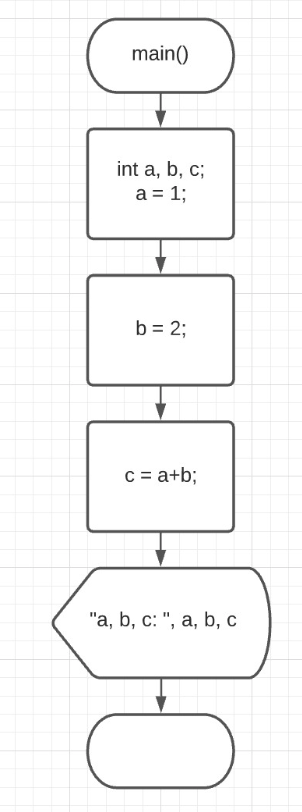 main()
int a, b, c;
a = 1;
b = 2;
c = a+b;
"a, b, c: ", a, b, c